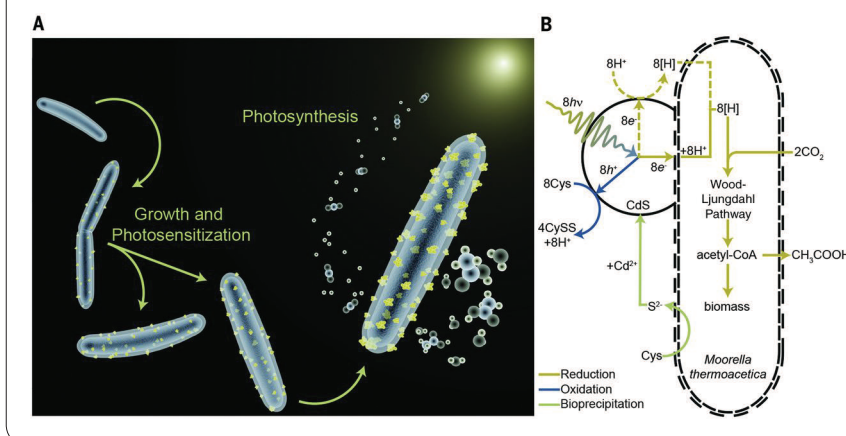 A
Photosynthesis
Growth and
Photosensitization
B
8H⁺
8[H]
8hν
8e⁻
8[H]
+8H⁺
8e⁻
8h⁺
2CO₂
8Cys
CdS
4CySS
+8H⁺
Wood-
Ljungdahl
Pathway
+Cd²⁺
acetyl-CoA
CH₃COOH
S²⁻
biomass
Cys
Moorella
thermoacetica
Reduction
Oxidation
Bioprecipitation